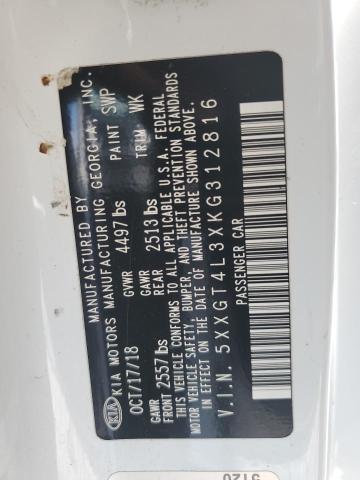 MANUFACTURED BY
KIA MOTORS MANUFACTURING GEORGIA, INC.
KIA
OCT/17/18 PAINT SWP
GVWR 4497 lbs TRIM WK
GAWR FRONT 2557 lbs GAWR REAR 2513 lbs
THIS VEHICLE CONFORMS TO ALL APPLICABLE U.S.A. FEDERAL
MOTOR VEHICLE SAFETY, BUMPER, AND THEFT PREVENTION STANDARDS
IN EFFECT ON THE DATE OF MANUFACTURE SHOWN ABOVE.
V.I.N. 5XXGT4L3XKG312816
PASSENGER CAR